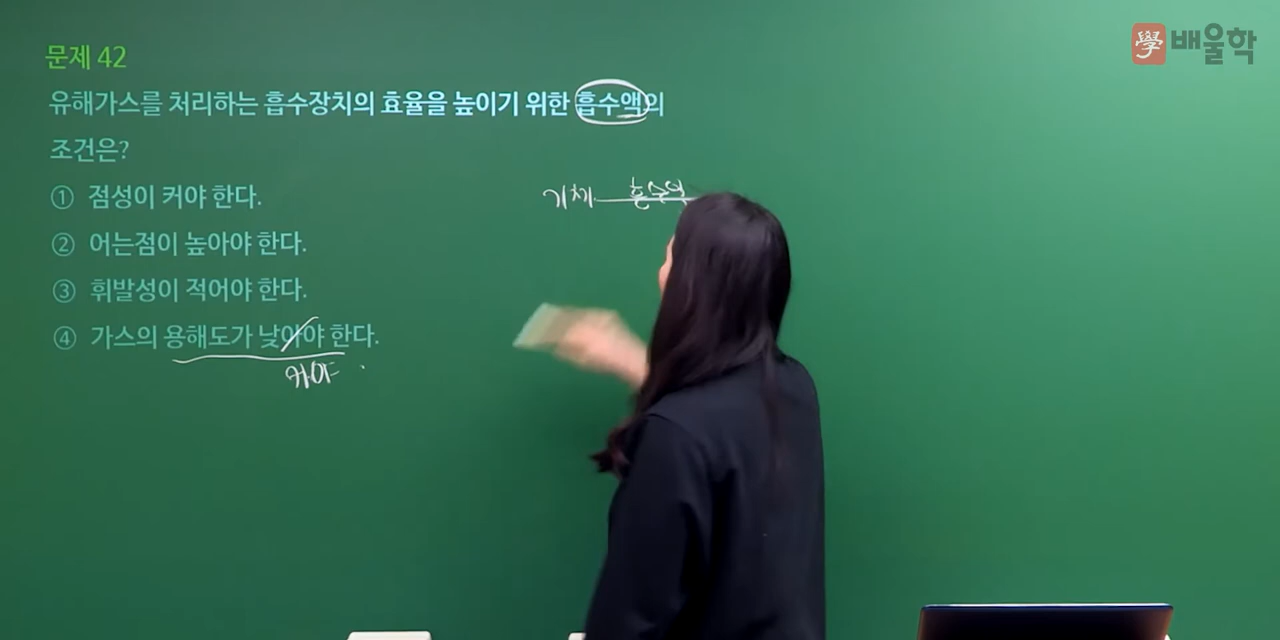 문제 42
유해가스를 처리하는 흡수장치의 효율을 높이기 위한 흡수액의
조건은?
① 점성이 커야 한다.
② 어는점이 높아야 한다.
③ 휘발성이 적어야 한다.
④ 가스의 용해도가 낮아야 한다.
커야
기체 흡수액
學 배울학